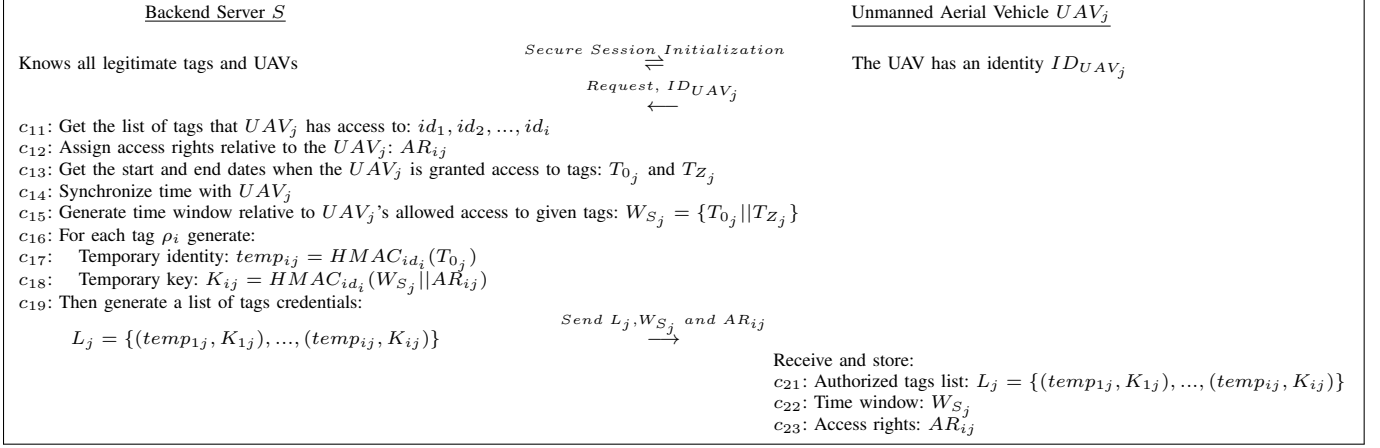 Backend Server S
Unmanned Aerial Vehicle UAV_j
Secure Session Initialization
Knows all legitimate tags and UAVs
⇌
The UAV has an identity ID_{UAV_j}
Request, ID_{UAV_j}
⟵
c_{11}: Get the list of tags that UAV_j has access to: id_1, id_2, ..., id_i
c_{12}: Assign access rights relative to the UAV_j: AR_{ij}
c_{13}: Get the start and end dates when the UAV_j is granted access to tags: T_{0_j} and T_{Z_j}
c_{14}: Synchronize time with UAV_j
c_{15}: Generate time window relative to UAV_j's allowed access to given tags: W_{S_j} = {T_{0_j}||T_{Z_j}}
c_{16}: For each tag ρ_i generate:
c_{17}: Temporary identity: temp_{ij} = HMAC_{id_i}(T_{0_j})
c_{18}: Temporary key: K_{ij} = HMAC_{id_i}(W_{S_j}||AR_{ij})
c_{19}: Then generate a list of tags credentials:
L_j = {(temp_{1j}, K_{1j}), ..., (temp_{ij}, K_{ij})}
Send L_j, W_{S_j} and AR_{ij}
⟶
Receive and store:
c_{21}: Authorized tags list: L_j = {(temp_{1j}, K_{1j}), ..., (temp_{ij}, K_{ij})}
c_{22}: Time window: W_{S_j}
c_{23}: Access rights: AR_{ij}